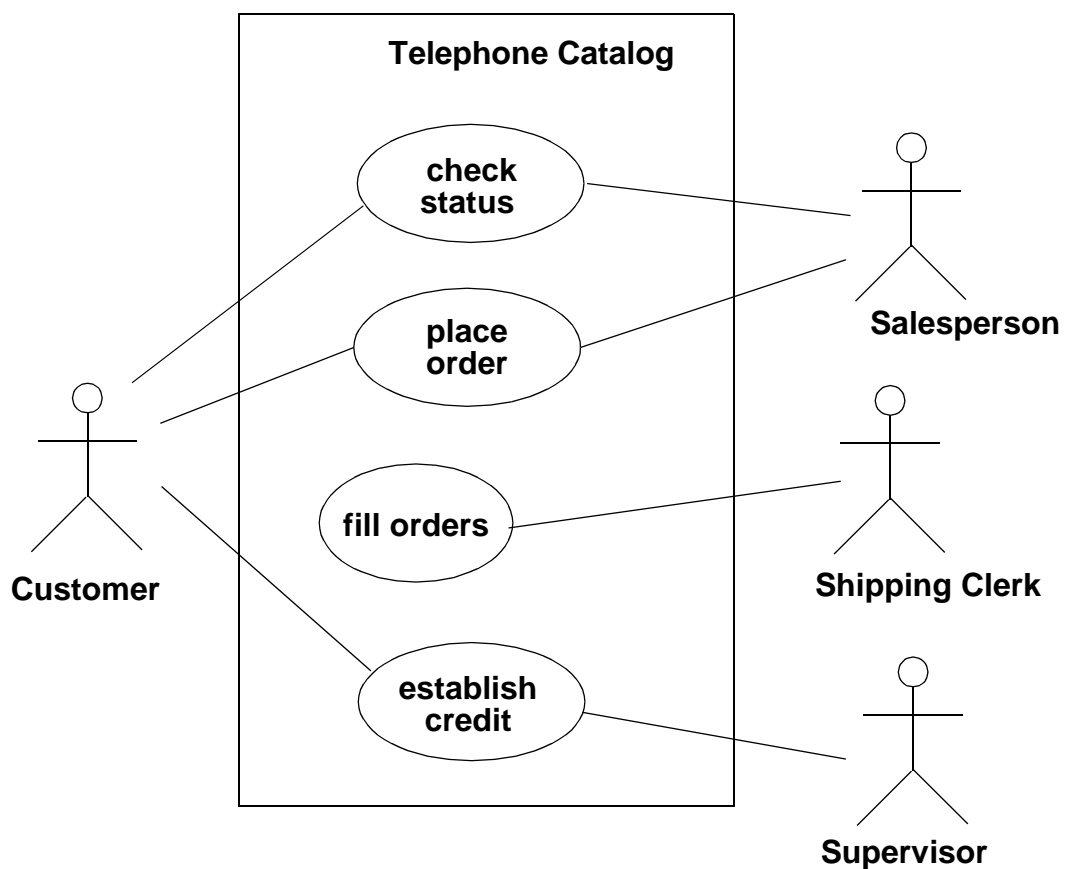 Telephone Catalog
check
status
Salesperson
place
order
Customer
fill orders
Shipping Clerk
establish
credit
Supervisor